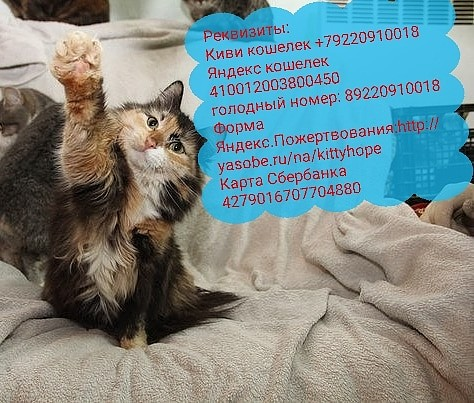 Реквизиты:
Киви кошелек +79220910018
Яндекс кошелек
410012003800450
голодный номер: 89220910018
Форма
Яндекс.Пожертвования:http://
yasobe.ru/na/kittyhope
Карта Сбербанка
4279016707704880